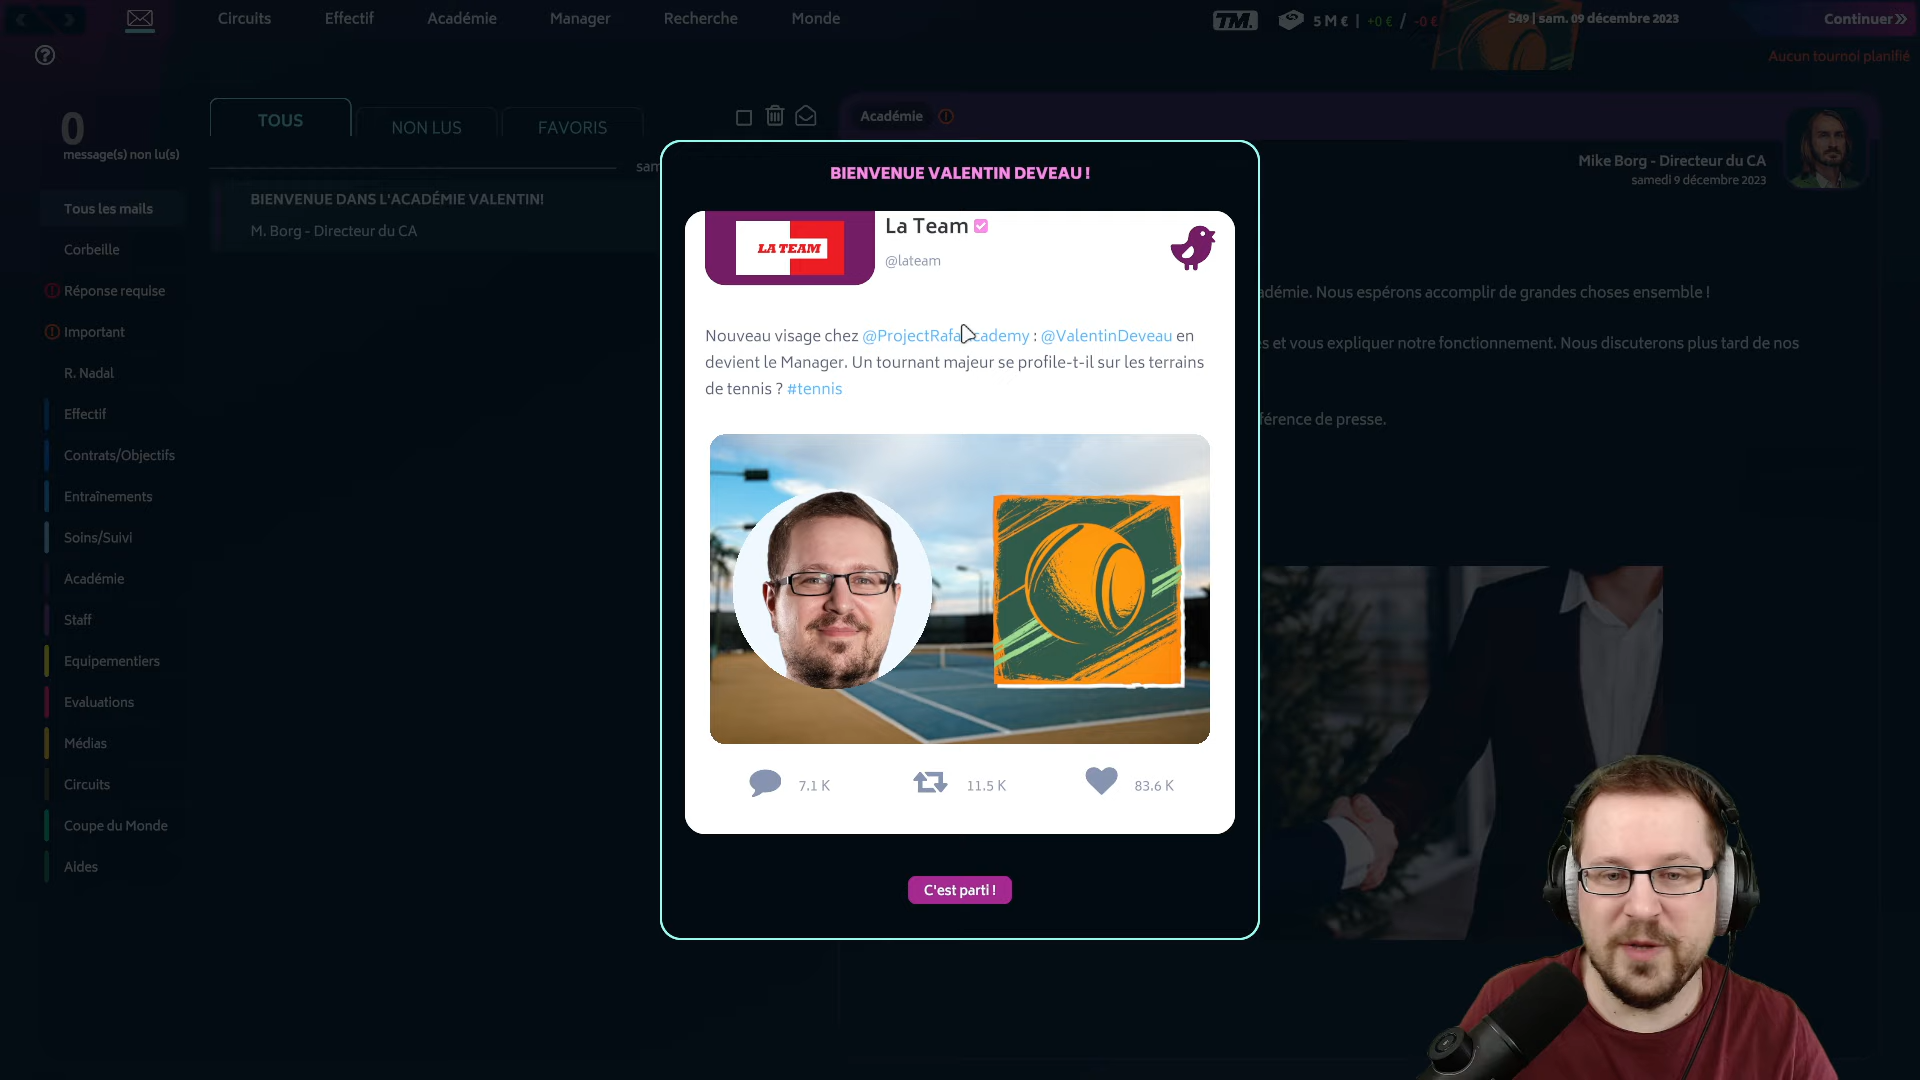 Circuits
Effectif
Académie
Manager
Recherche
Monde
TM.
5 M € | +0 € / -0 €
S49 | sam. 09 décembre 2023
Continuer
Aucun tournoi planifié
0
message(s) non lu(s)
TOUS
NON LUS
FAVORIS
sam
BIENVENUE DANS L'ACADÉMIE VALENTIN!
M. Borg - Directeur du CA
Tous les mails
Corbeille
Réponse requise
Important
R. Nadal
Effectif
Contrats/Objectifs
Entraînements
Soins/Suivi
Académie
Staff
Equipementiers
Evaluations
Médias
Circuits
Coupe du Monde
Aides
Académie
Mike Borg - Directeur du CA
samedi 9 décembre 2023
adémie. Nous espérons accomplir de grandes choses ensemble !
s et vous expliquer notre fonctionnement. Nous discuterons plus tard de nos
férence de presse.
BIENVENUE VALENTIN DEVEAU !
LA TEAM
La Team
@lateam
Nouveau visage chez @ProjectRafaAcademy : @ValentinDeveau en
devient le Manager. Un tournant majeur se profile-t-il sur les terrains
de tennis ? #tennis
7.1 K
11.5 K
83.6 K
C'est parti !